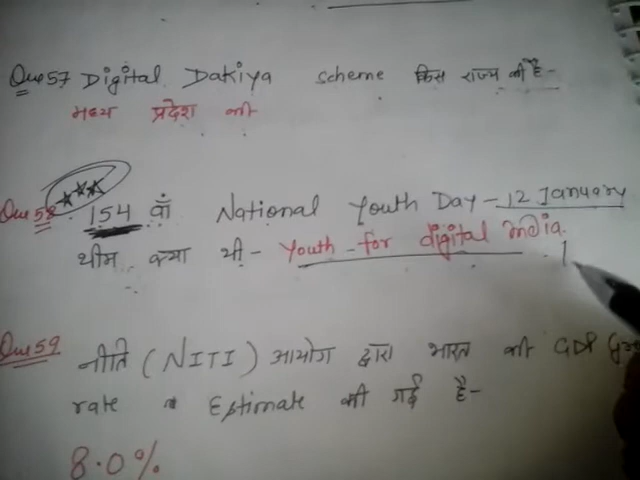 Que57 Digital Dakiya scheme किस राज्य की है-
मध्य प्रदेश की
Que58 154 वाँ National Youth Day - 12 January
थीम क्या थी - Youth for digital India
Que59 नीति (NITI) आयोग द्वारा भारत की GDP
rate Estimate की गई है-
8.0%